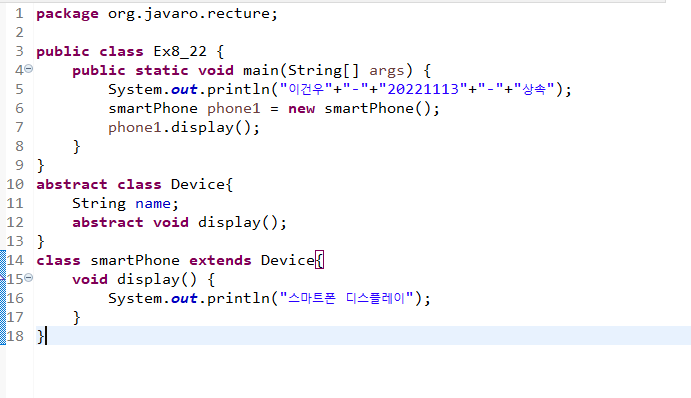 1 package org.javaro.recture;
2
3 public class Ex8_22 {
4     public static void main(String[] args) {
5         System.out.println("이건우"+"-"+"20221113"+"-"+"상속");
6         smartPhone phone1 = new smartPhone();
7         phone1.display();
8     }
9 }
10 abstract class Device{
11     String name;
12     abstract void display();
13 }
14 class smartPhone extends Device{
15     void display() {
16         System.out.println("스마트폰 디스플레이");
17     }
18 }